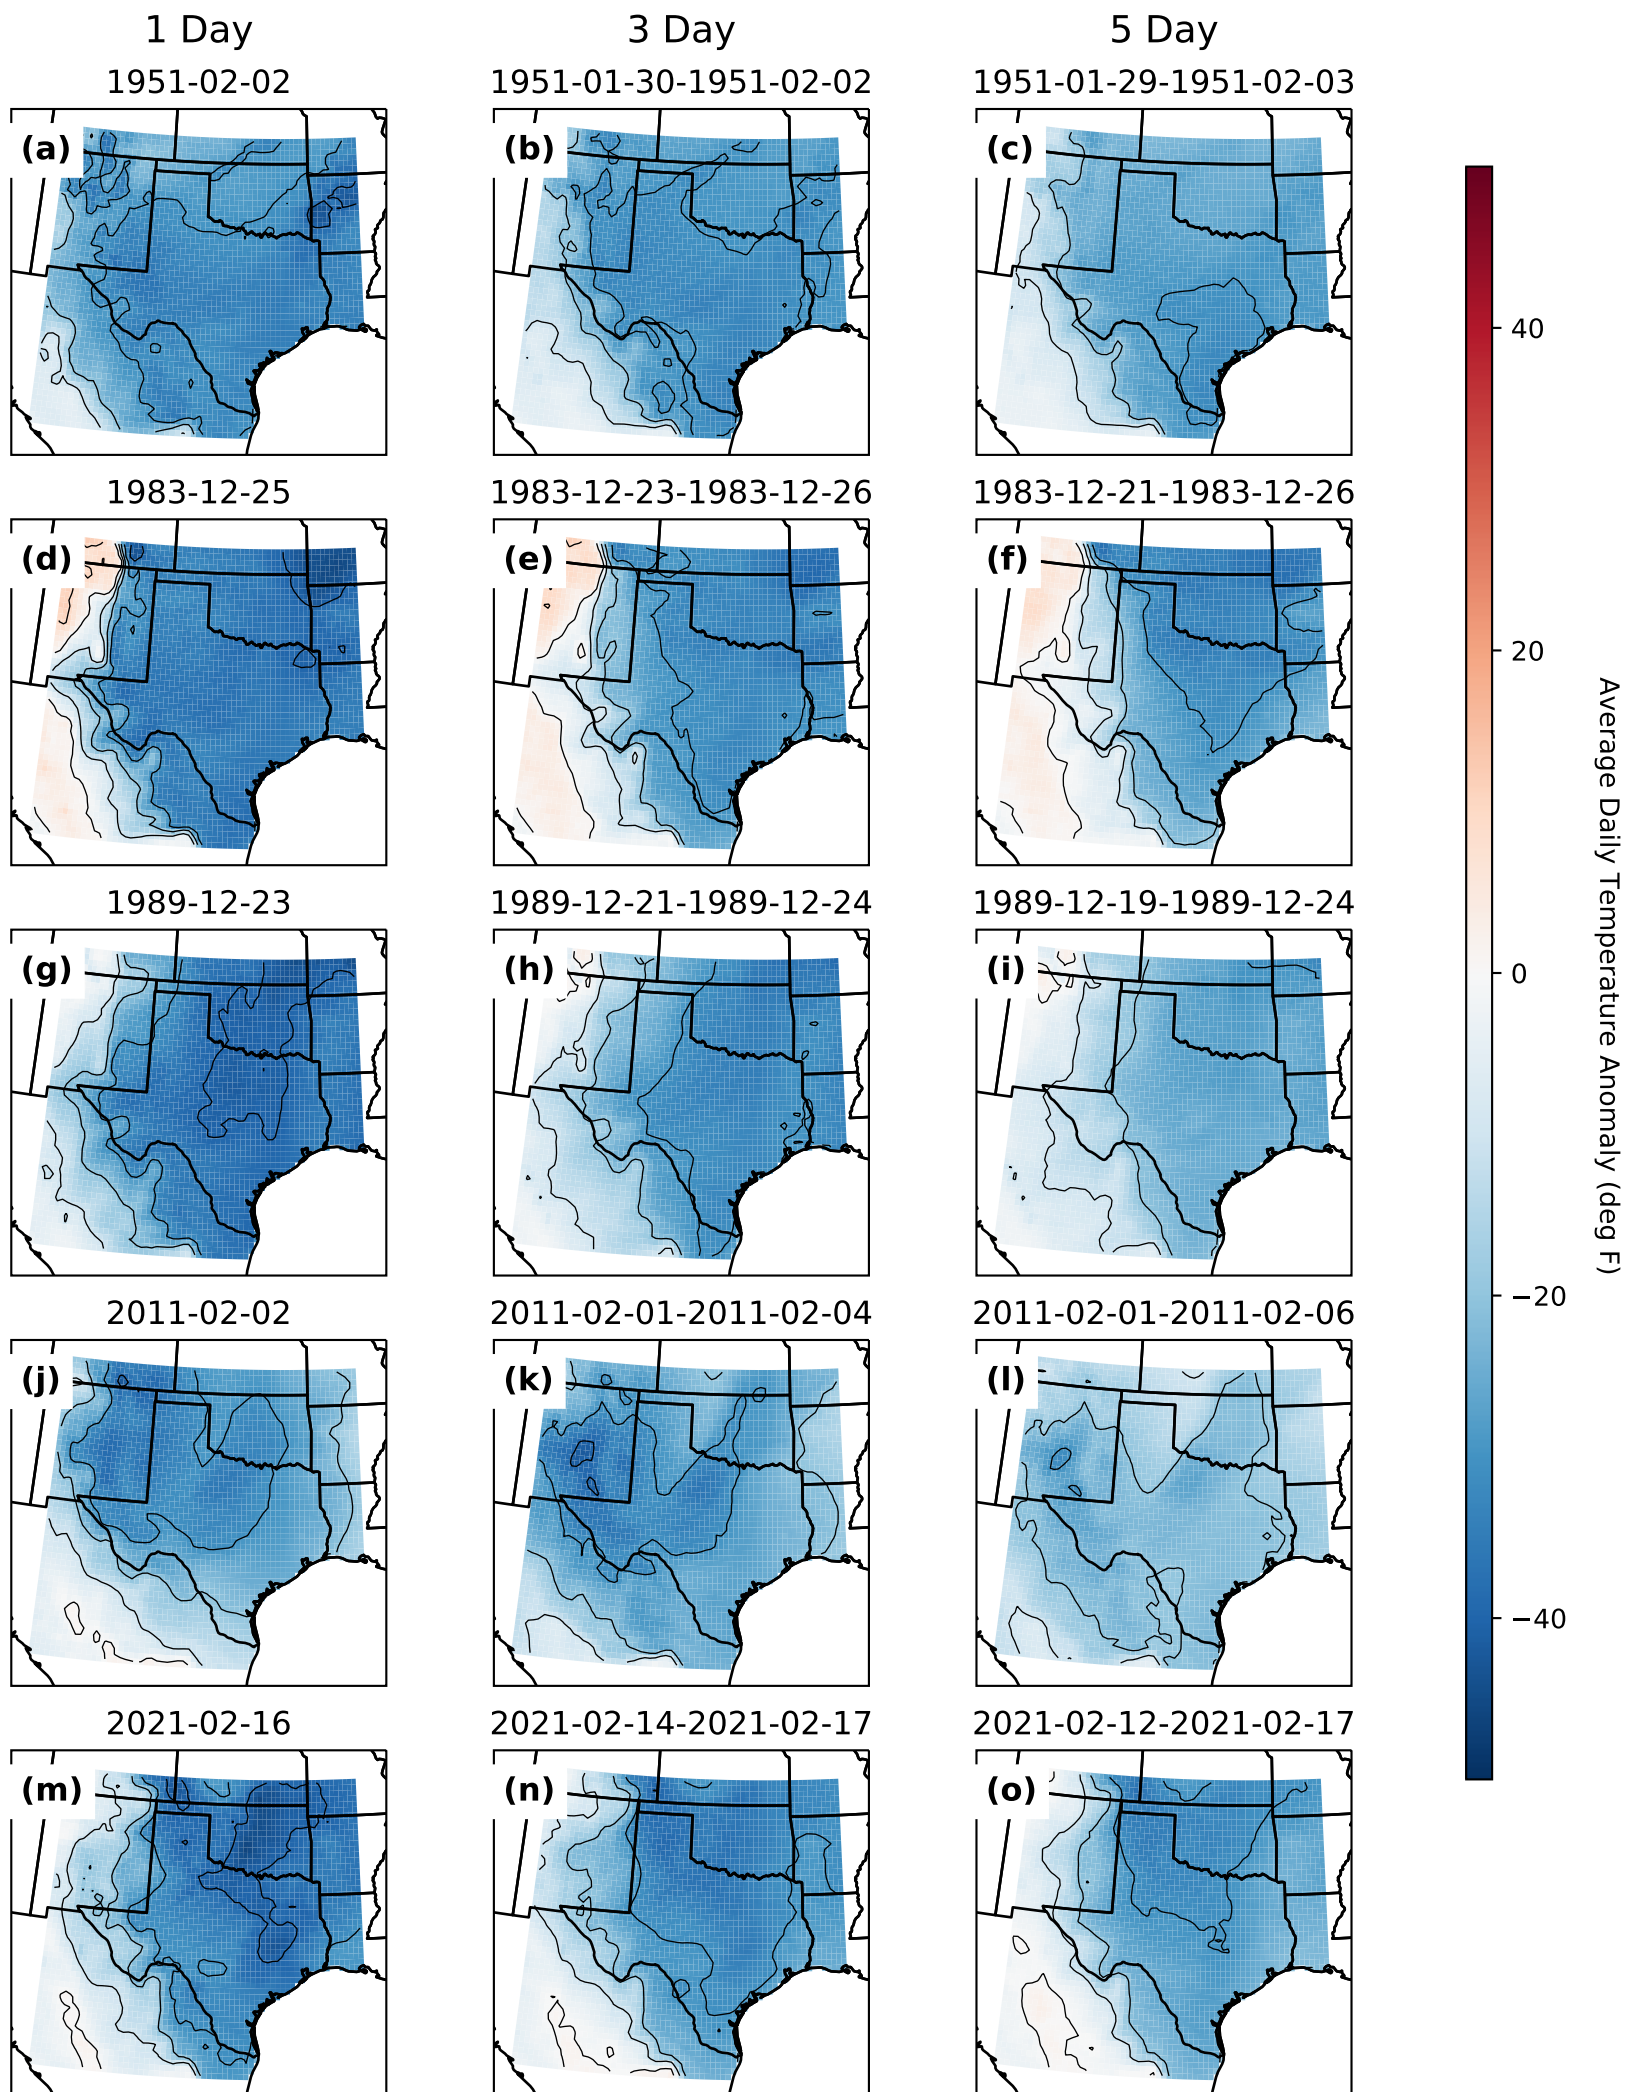 1 Day
3 Day
5 Day
1951-02-02
1951-01-30-1951-02-02
1951-01-29-1951-02-03
(a)
(b)
(c)
1983-12-25
1983-12-23-1983-12-26
1983-12-21-1983-12-26
(d)
(e)
(f)
1989-12-23
1989-12-21-1989-12-24
1989-12-19-1989-12-24
(g)
(h)
(i)
2011-02-02
2011-02-01-2011-02-04
2011-02-01-2011-02-06
(j)
(k)
(l)
2021-02-16
2021-02-14-2021-02-17
2021-02-12-2021-02-17
(m)
(n)
(o)
40
20
0
−20
−40
Average Daily Temperature Anomaly (deg F)